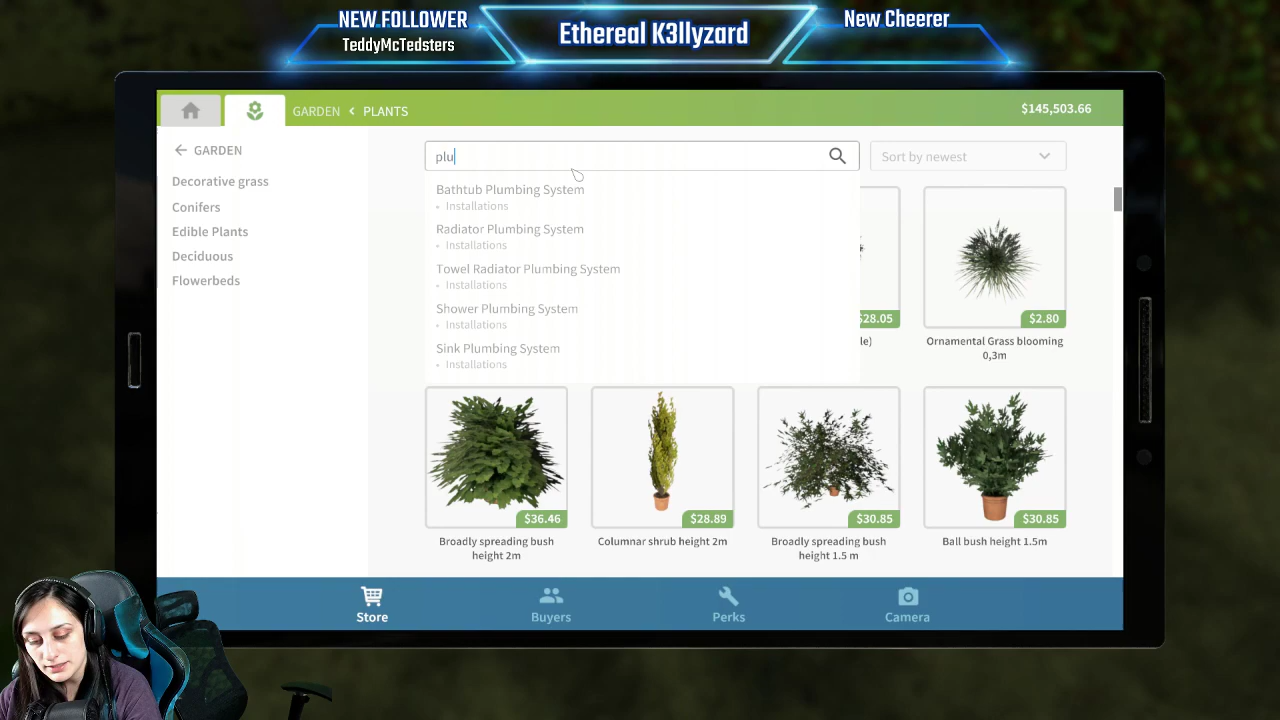 NEW FOLLOWER
TeddyMcTedsters
Ethereal K3llyzard
New Cheerer
GARDEN < PLANTS
$145,503.66
GARDEN
Decorative grass
Conifers
Edible Plants
Deciduous
Flowerbeds
plu
Sort by newest
Bathtub Plumbing System
• Installations
Radiator Plumbing System
• Installations
Towel Radiator Plumbing System
• Installations
Shower Plumbing System
• Installations
Sink Plumbing System
• Installations
$28.05
le)
$2.80
Ornamental Grass blooming
0,3m
$36.46
Broadly spreading bush
height 2m
$28.89
Columnar shrub height 2m
$30.85
Broadly spreading bush
height 1.5 m
$30.85
Ball bush height 1.5m
Store
Buyers
Perks
Camera